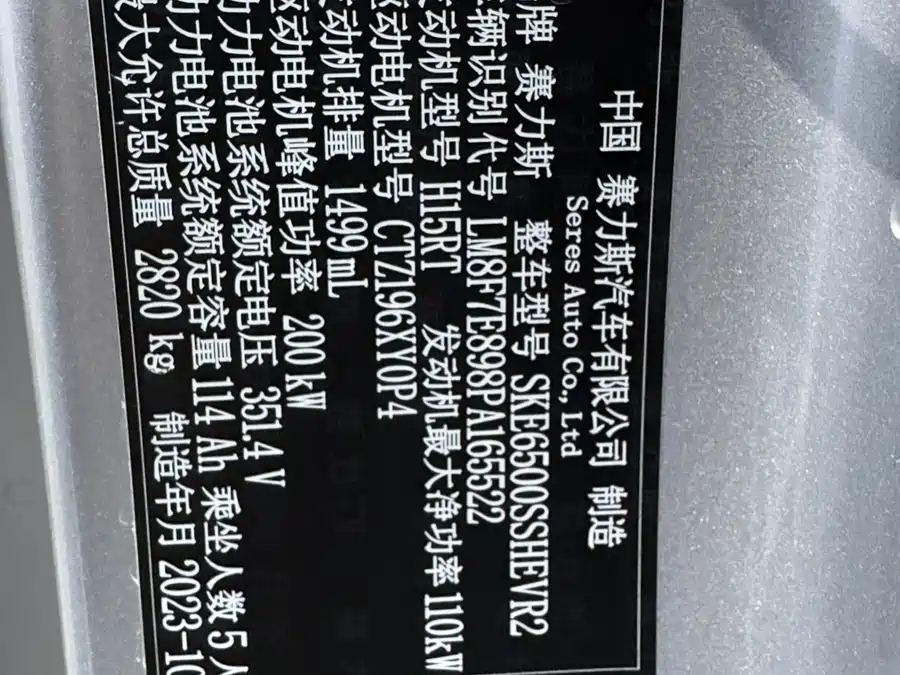 中国 赛力斯汽车有限公司 制造
Seres Auto Co., Ltd
牌 赛力斯 整车型号 SKE6500SSHEVR2
辆识别代号 LM8F7E898PA165522
动机型号 H15RT 发动机最大净功率 110kW
动电机型号 CTZ196XY0P4
动机排量 1499 mL
动电机峰值功率 200 kW
力电池系统额定电压 351.4 V
力电池系统额定容量 114 Ah 乘坐人数 5 人
大允许总质量 2820 kg 制造年月 2023-10